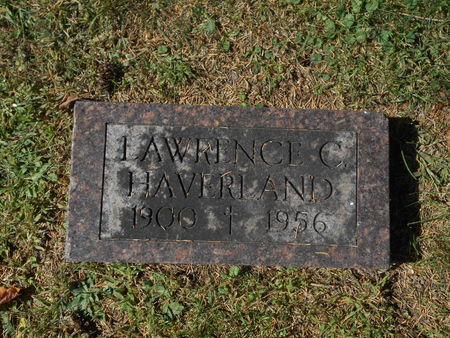 LAWRENCE C.
HAVERLAND
1900 † 1956